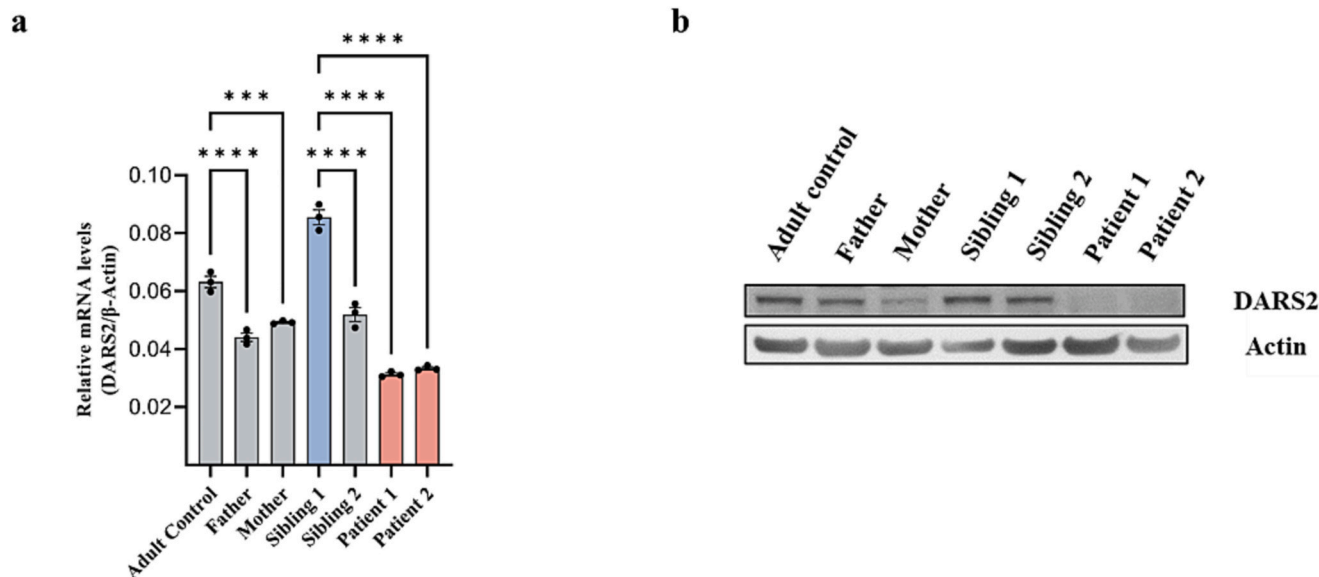 a
****
***
****
****
****
Relative mRNA levels
(DARS2/β-Actin)
0.10
0.08
0.06
0.04
0.02
Adult Control
Father
Mother
Sibling 1
Sibling 2
Patient 1
Patient 2
b
Adult control
Father
Mother
Sibling 1
Sibling 2
Patient 1
Patient 2
DARS2
Actin